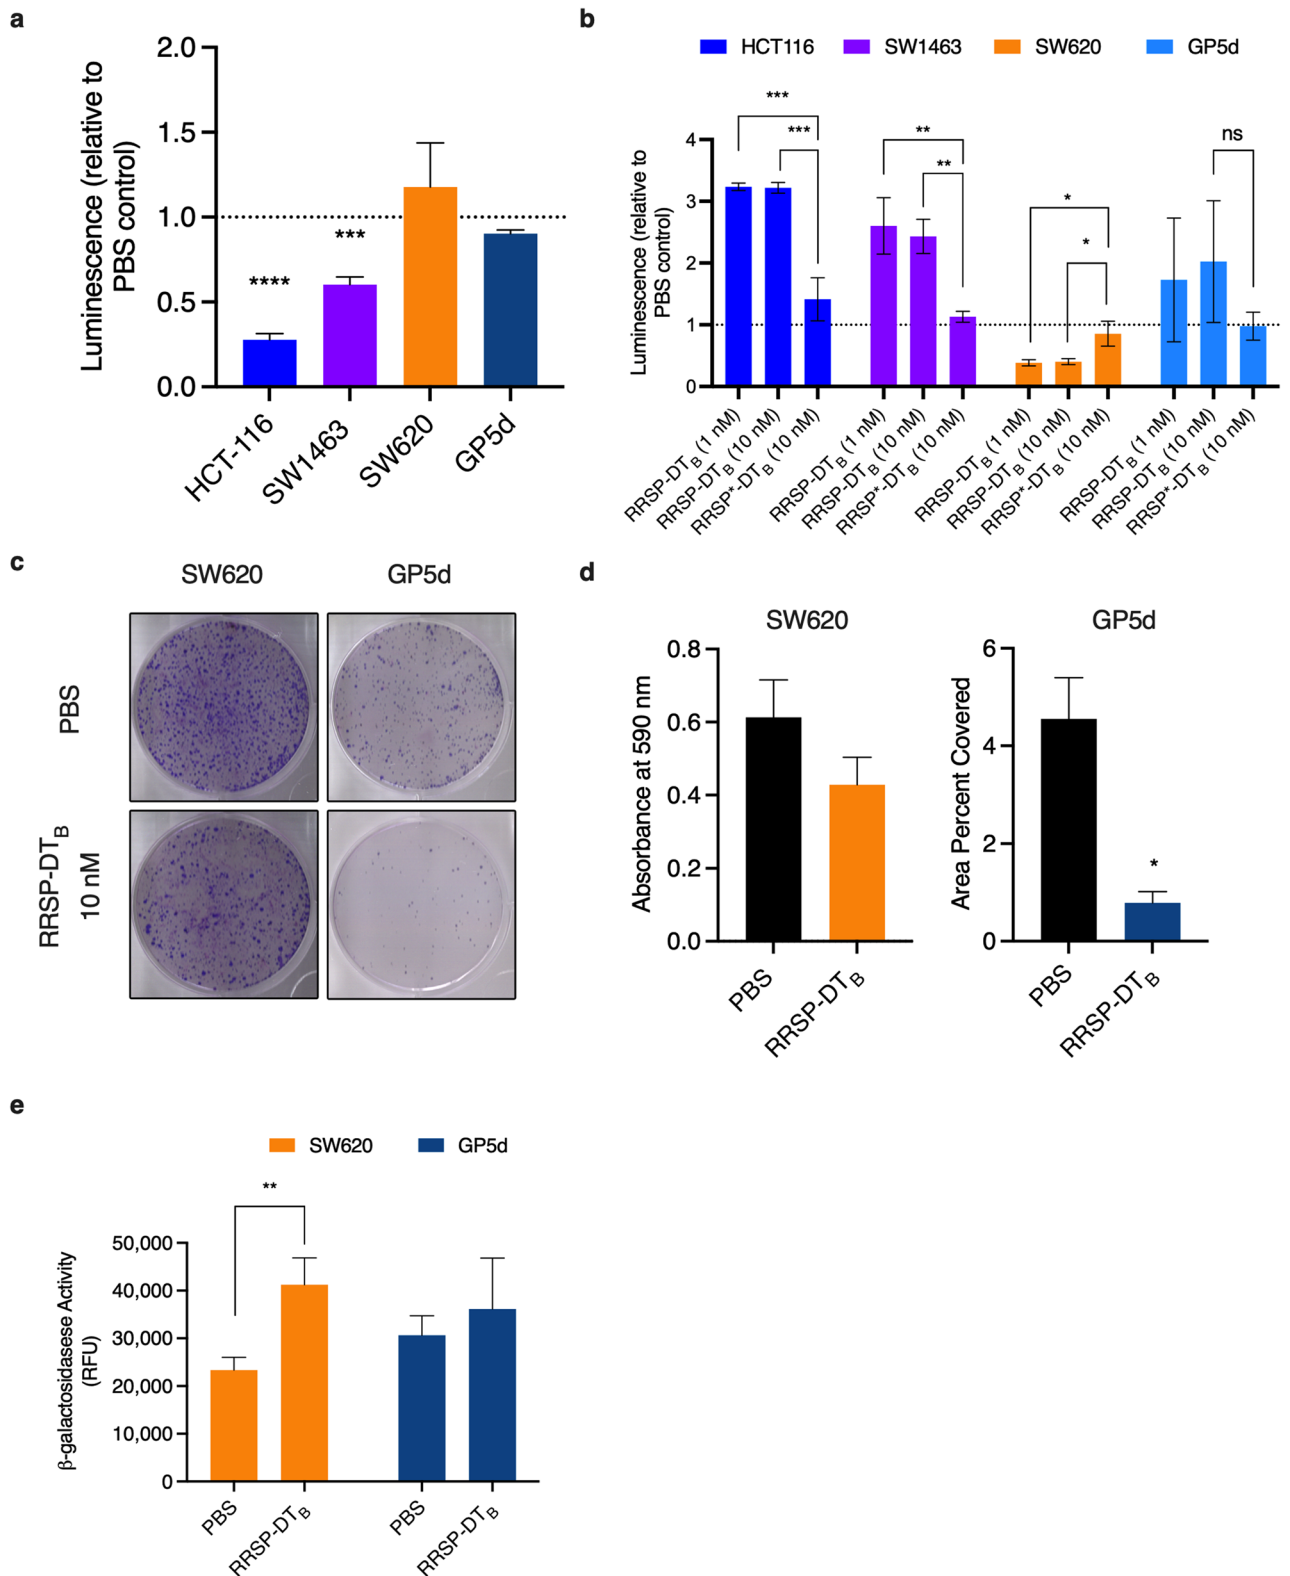 a
Luminescence (relative to
PBS control)
2.0
1.5
1.0
0.5
0.0
****
***
HCT-116
SW1463
SW620
GP5d
b
HCT116
SW1463
SW620
GP5d
Luminescence (relative to
PBS control)
4
3
2
1
0
***
***
**
**
*
*
ns
RRSP-DTB (1 nM)
RRSP-DTB (10 nM)
RRSP*-DTB (10 nM)
RRSP-DTB (1 nM)
RRSP-DTB (10 nM)
RRSP*-DTB (10 nM)
RRSP-DTB (1 nM)
RRSP-DTB (10 nM)
RRSP*-DTB (10 nM)
RRSP-DTB (1 nM)
RRSP-DTB (10 nM)
RRSP*-DTB (10 nM)
c
SW620
GP5d
PBS
RRSP-DTB
10 nM
d
SW620
Absorbance at 590 nm
0.8
0.6
0.4
0.2
0.0
PBS
RRSP-DTB
GP5d
Area Percent Covered
6
4
2
0
*
PBS
RRSP-DTB
e
SW620
GP5d
β-galactosidasese Activity
(RFU)
**
50,000
40,000
30,000
20,000
10,000
0
PBS
RRSP-DTB
PBS
RRSP-DTB